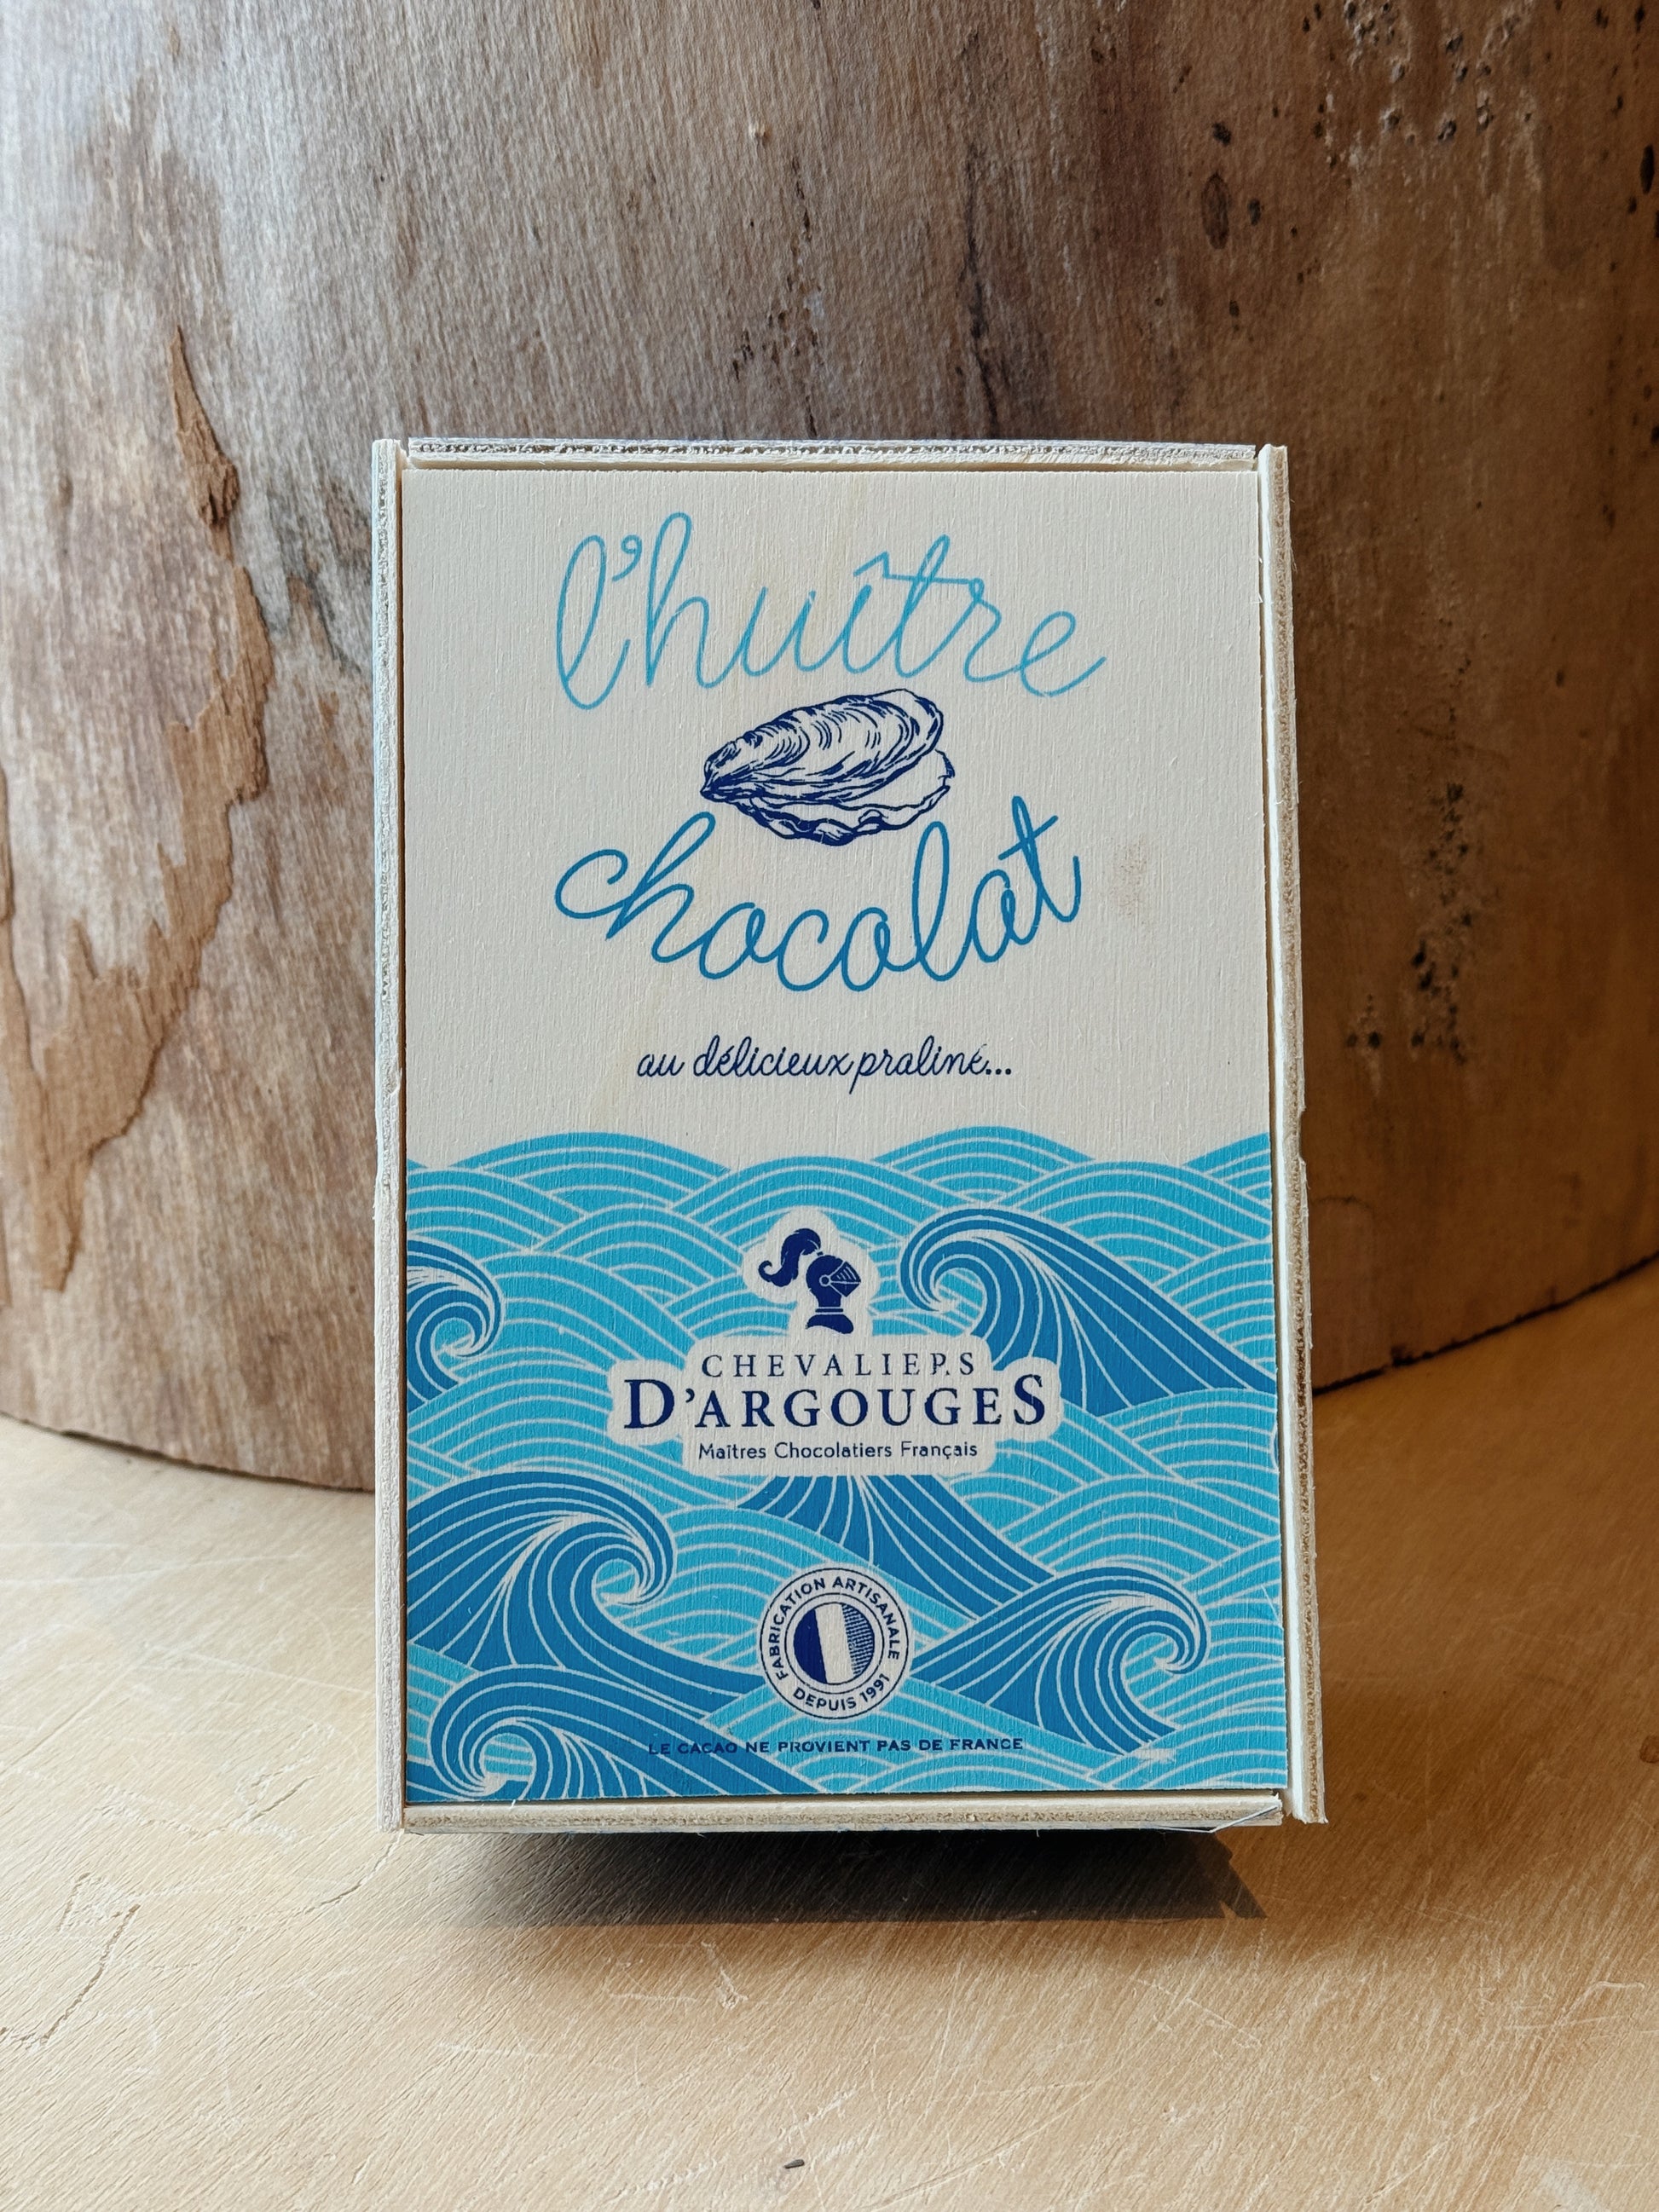 l'huître
chocolat
au délicieux praliné...
CHEVALIERS
D'ARGOUGES
Maîtres Chocolatiers Français
FABRICATION ARTISANALE
DEPUIS 1991
LE CACAO NE PROVIENT PAS DE FRANCE